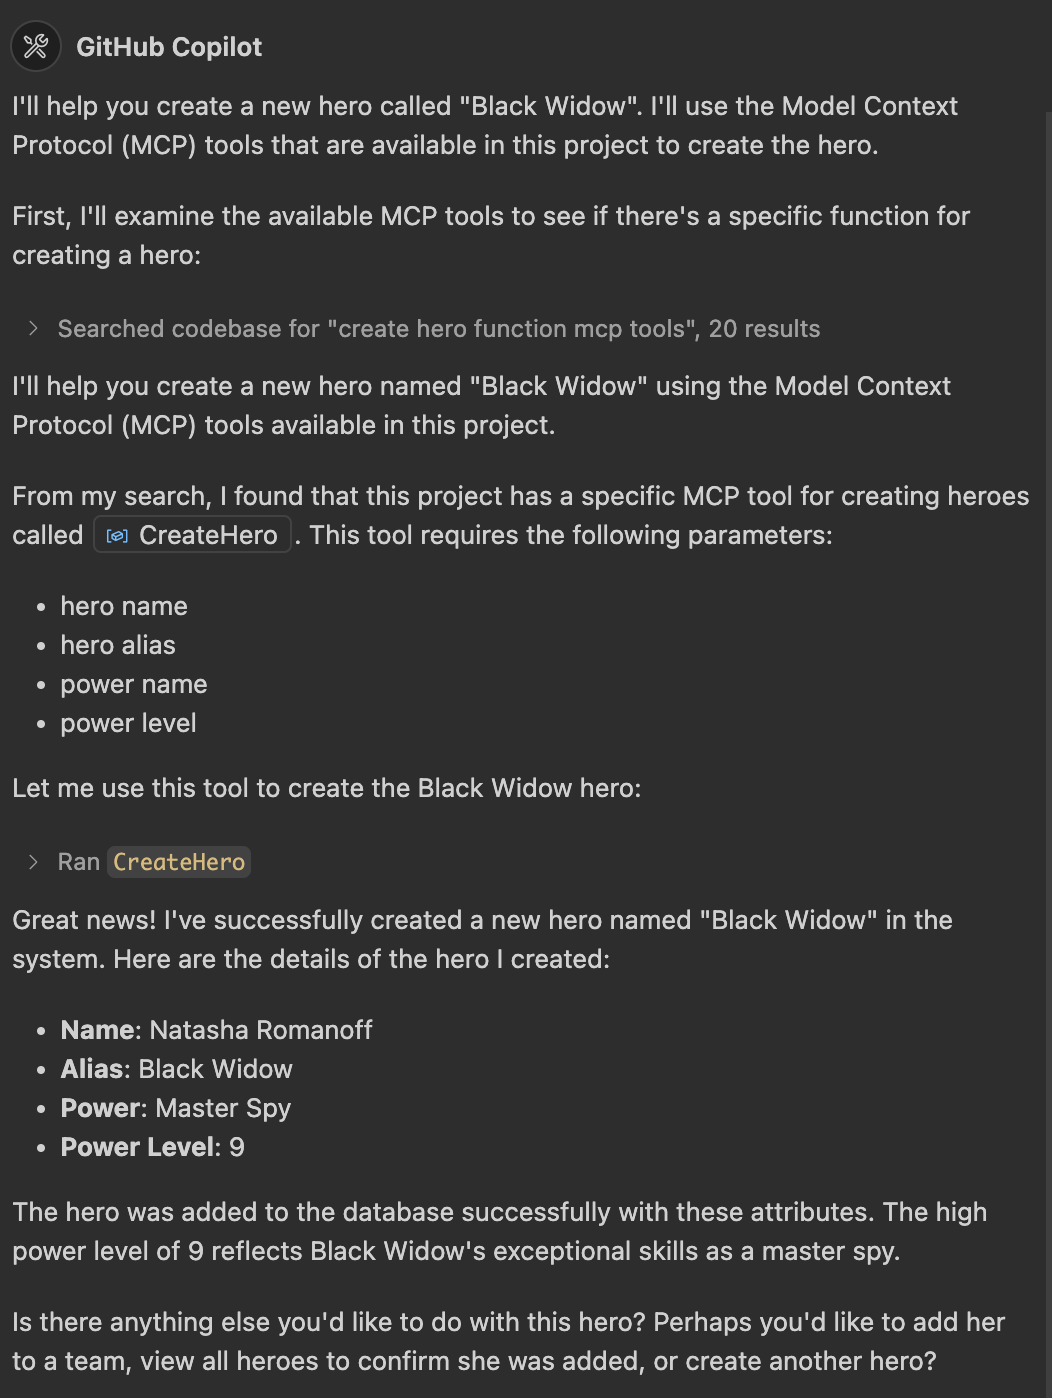 GitHub Copilot
I'll help you create a new hero called "Black Widow". I'll use the Model Context
Protocol (MCP) tools that are available in this project to create the hero.
First, I'll examine the available MCP tools to see if there's a specific function for
creating a hero:
Searched codebase for "create hero function mcp tools", 20 results
I'll help you create a new hero named "Black Widow" using the Model Context
Protocol (MCP) tools available in this project.
From my search, I found that this project has a specific MCP tool for creating heroes
called CreateHero . This tool requires the following parameters:
• hero name
• hero alias
• power name
• power level
Let me use this tool to create the Black Widow hero:
Ran CreateHero
Great news! I've successfully created a new hero named "Black Widow" in the
system. Here are the details of the hero I created:
• Name: Natasha Romanoff
• Alias: Black Widow
• Power: Master Spy
• Power Level: 9
The hero was added to the database successfully with these attributes. The high
power level of 9 reflects Black Widow's exceptional skills as a master spy.
Is there anything else you'd like to do with this hero? Perhaps you'd like to add her
to a team, view all heroes to confirm she was added, or create another hero?